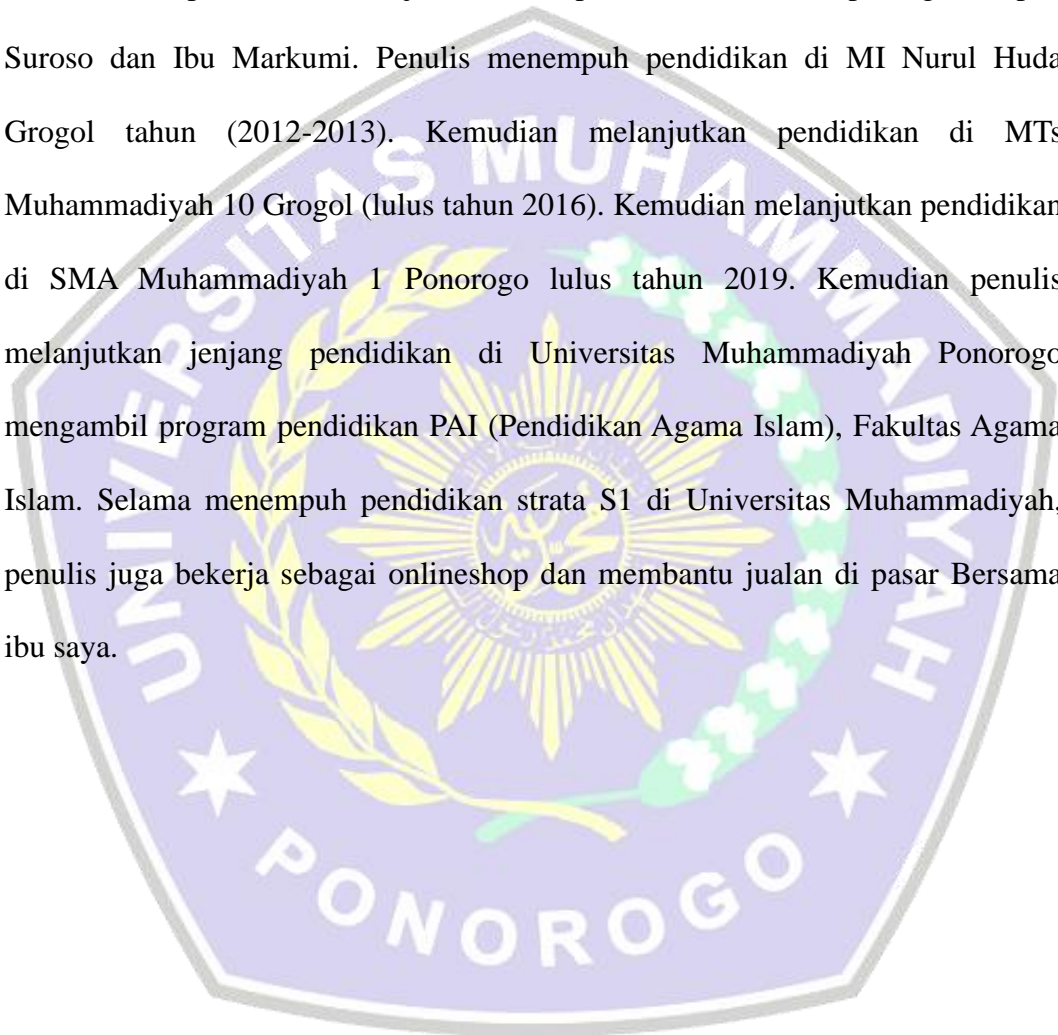 Suroso dan Ibu Markumi. Penulis menempuh pendidikan di MI Nurul Huda
Grogol tahun (2012-2013). Kemudian melanjutkan pendidikan di MTs
Muhammadiyah 10 Grogol (lulus tahun 2016). Kemudian melanjutkan pendidikan
di SMA Muhammadiyah 1 Ponorogo lulus tahun 2019. Kemudian penulis
melanjutkan jenjang pendidikan di Universitas Muhammadiyah Ponorogo
mengambil program pendidikan PAI (Pendidikan Agama Islam), Fakultas Agama
Islam. Selama menempuh pendidikan strata S1 di Universitas Muhammadiyah,
penulis juga bekerja sebagai onlineshop dan membantu jualan di pasar Bersama
ibu saya.
UNIVERSITAS MUHAMMADIYAH
PONOROGO